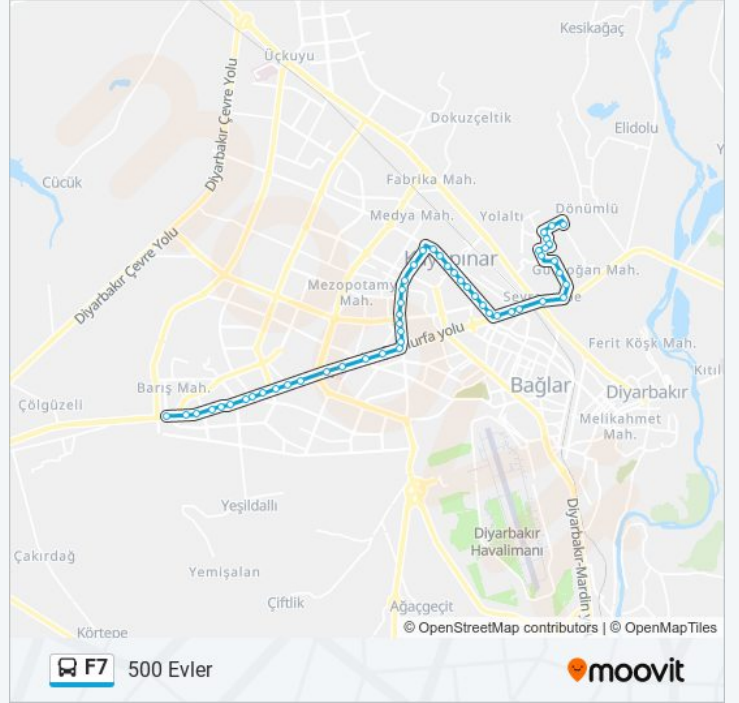 Kesikağaç
Üçkuyu
Diyarbakır Çevre Yolu
Dokuzçeltik
Elidolu
Cücük
Fabrika Mah.
Medya Mah.
Yolaltı
Dönümlü
Diyarbakır Çevre Yolu
Mezopotamya
Mah.
urfa yolu
Ferit Köşk Mah.
Barış Mah.
Bağlar
Diyarbakır
Çölgüzeli
Melikahmet
Mah.
Yeşildallı
Diyarbakır
Havalimanı
Diyarbakır-Mardin
Çakırdağ
Yemişalan
Çiftlik
Ağaçgeçit
Körtepe
© OpenStreetMap contributors | © OpenMapTiles
F7 500 Evler
moovit